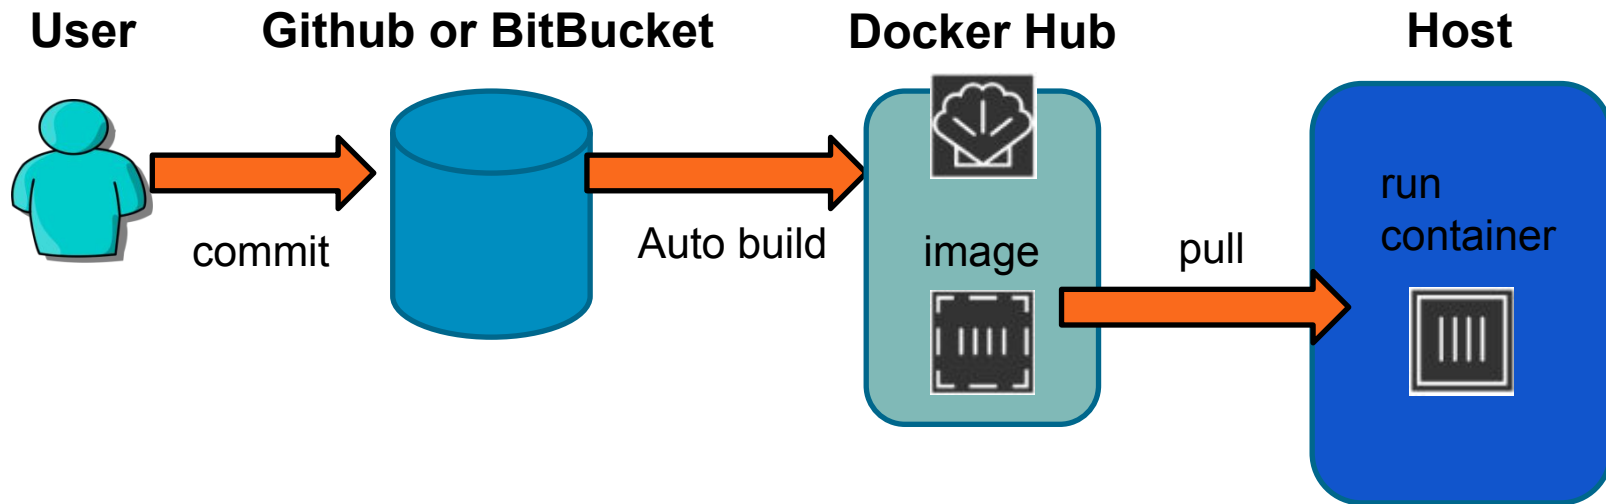 User
Github or BitBucket
Docker Hub
Host
commit
Auto build
image
pull
run
container